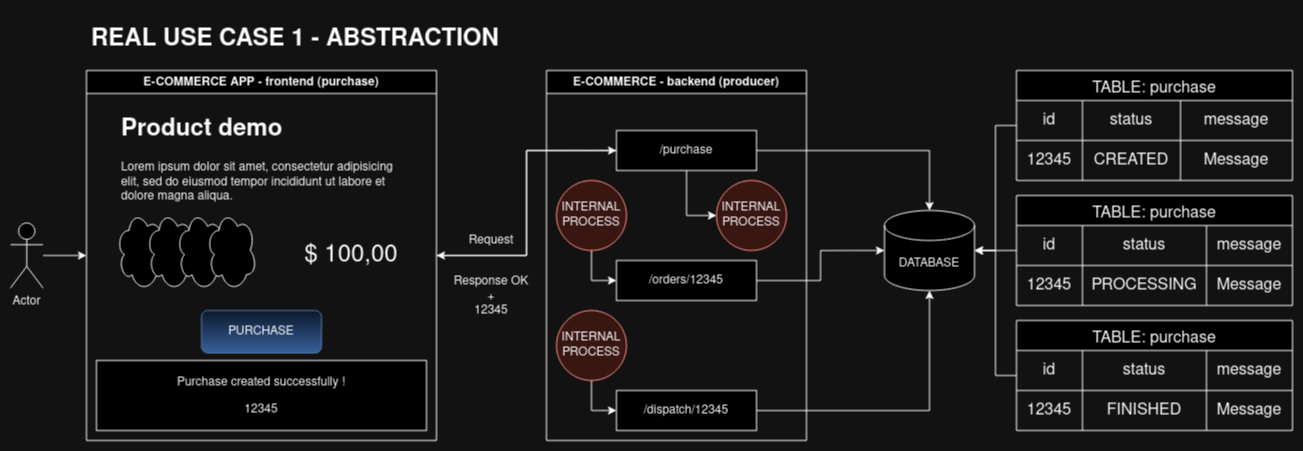 REAL USE CASE 1 - ABSTRACTION
E-COMMERCE APP - frontend (purchase)
Product demo
Lorem ipsum dolor sit amet, consectetur adipisicing
elit, sed do eiusmod tempor incididunt ut labore et
dolore magna aliqua.
$ 100,00
Actor
PURCHASE
Purchase created successfully !
12345
Request
Response OK
+
12345
E-COMMERCE - backend (producer)
/purchase
INTERNAL
PROCESS
INTERNAL
PROCESS
/orders/12345
INTERNAL
PROCESS
/dispatch/12345
DATABASE
TABLE: purchase
id status message
12345 CREATED Message
TABLE: purchase
id status message
12345 PROCESSING Message
TABLE: purchase
id status message
12345 FINISHED Message